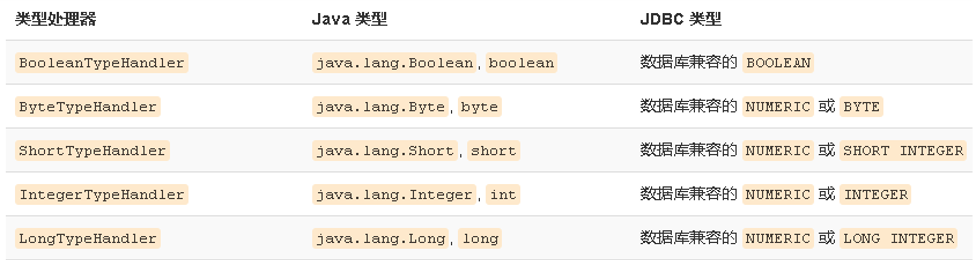 类型处理器 Java 类型 JDBC 类型
BooleanTypeHandler java.lang.Boolean, boolean 数据库兼容的 BOOLEAN
ByteTypeHandler java.lang.Byte, byte 数据库兼容的 NUMERIC 或 BYTE
ShortTypeHandler java.lang.Short, short 数据库兼容的 NUMERIC 或 SHORT INTEGER
IntegerTypeHandler java.lang.Integer, int 数据库兼容的 NUMERIC 或 INTEGER
LongTypeHandler java.lang.Long, long 数据库兼容的 NUMERIC 或 LONG INTEGER